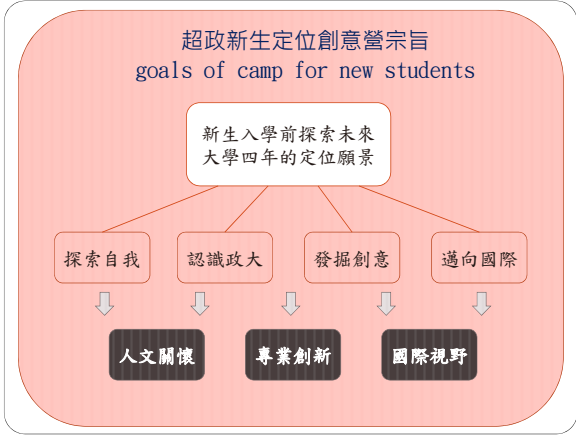 超政新生定位創意營宗旨
goals of camp for new students
新生入學前探索未來
大學四年的定位願景
探索自我
認識政大
發掘創意
邁向國際
人文關懷
專業創新
國際視野